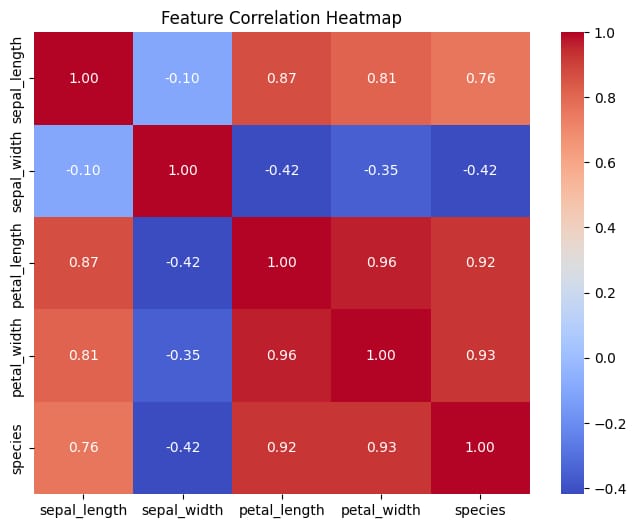 Feature Correlation Heatmap
sepal_length 1.00 -0.10 0.87 0.81 0.76
sepal_width -0.10 1.00 -0.42 -0.35 -0.42
petal_length 0.87 -0.42 1.00 0.96 0.92
petal_width 0.81 -0.35 0.96 1.00 0.93
species 0.76 -0.42 0.92 0.93 1.00
sepal_length sepal_width petal_length petal_width species
1.0
0.8
0.6
0.4
0.2
0.0
−0.2
−0.4